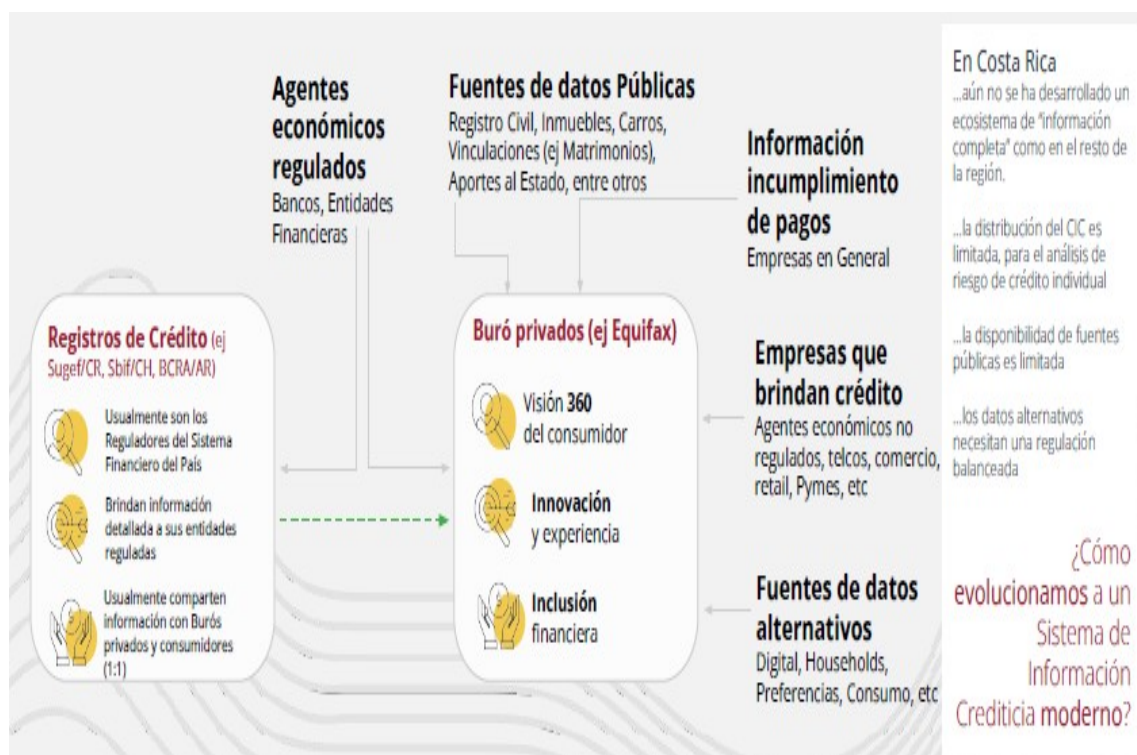 Agentes
económicos
regulados
Bancos, Entidades
Financieras
Fuentes de datos Públicas
Registro Civil, Inmuebles, Carros,
Vinculaciones (ej Matrimonios),
Aportes al Estado, entre otros
Información
incumplimiento
de pagos
Empresas en General
Registros de Crédito (ej
Sugef/CR, Sbif/CH, BCRA/AR)
Usualmente son los
Reguladores del Sistema
Financiero del País
Brindan información
detallada a sus entidades
reguladas
Usualmente comparten
información con Burós
privados y consumidores
(1:1)
Buró privados (ej Equifax)
Visión 360
del consumidor
Innovación
y experiencia
Inclusión
financiera
Empresas que
brindan crédito
Agentes económicos no
regulados, telcos, comercio,
retail, Pymes, etc
Fuentes de datos
alternativos
Digital, Households,
Preferencias, Consumo, etc
En Costa Rica
...aún no se ha desarrollado un
ecosistema de "información
completa" como en el resto de
la región.
...la distribución del CIC es
limitada, para el análisis de
riesgo de crédito individual
...la disponibilidad de fuentes
públicas es limitada
...los datos alternativos
necesitan una regulación
balanceada
¿Cómo
evolucionamos a un
Sistema de
Información
Crediticia moderno?